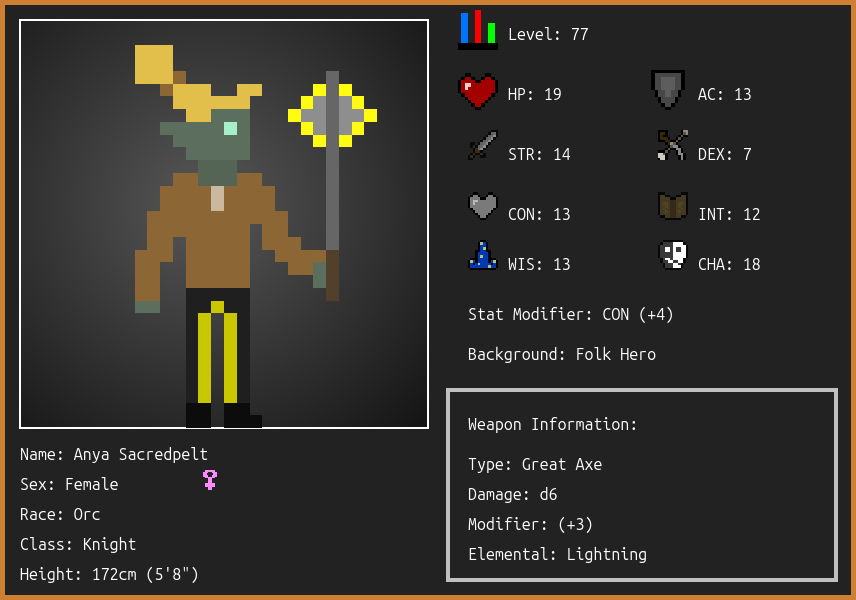 Level: 77
HP: 19
AC: 13
STR: 14
DEX: 7
CON: 13
INT: 12
WIS: 13
CHA: 18
Stat Modifier: CON (+4)
Background: Folk Hero
Weapon Information:
Type: Great Axe
Damage: d6
Modifier: (+3)
Elemental: Lightning
Name: Anya Sacredpelt
Sex: Female
Race: Orc
Class: Knight
Height: 172cm (5'8")